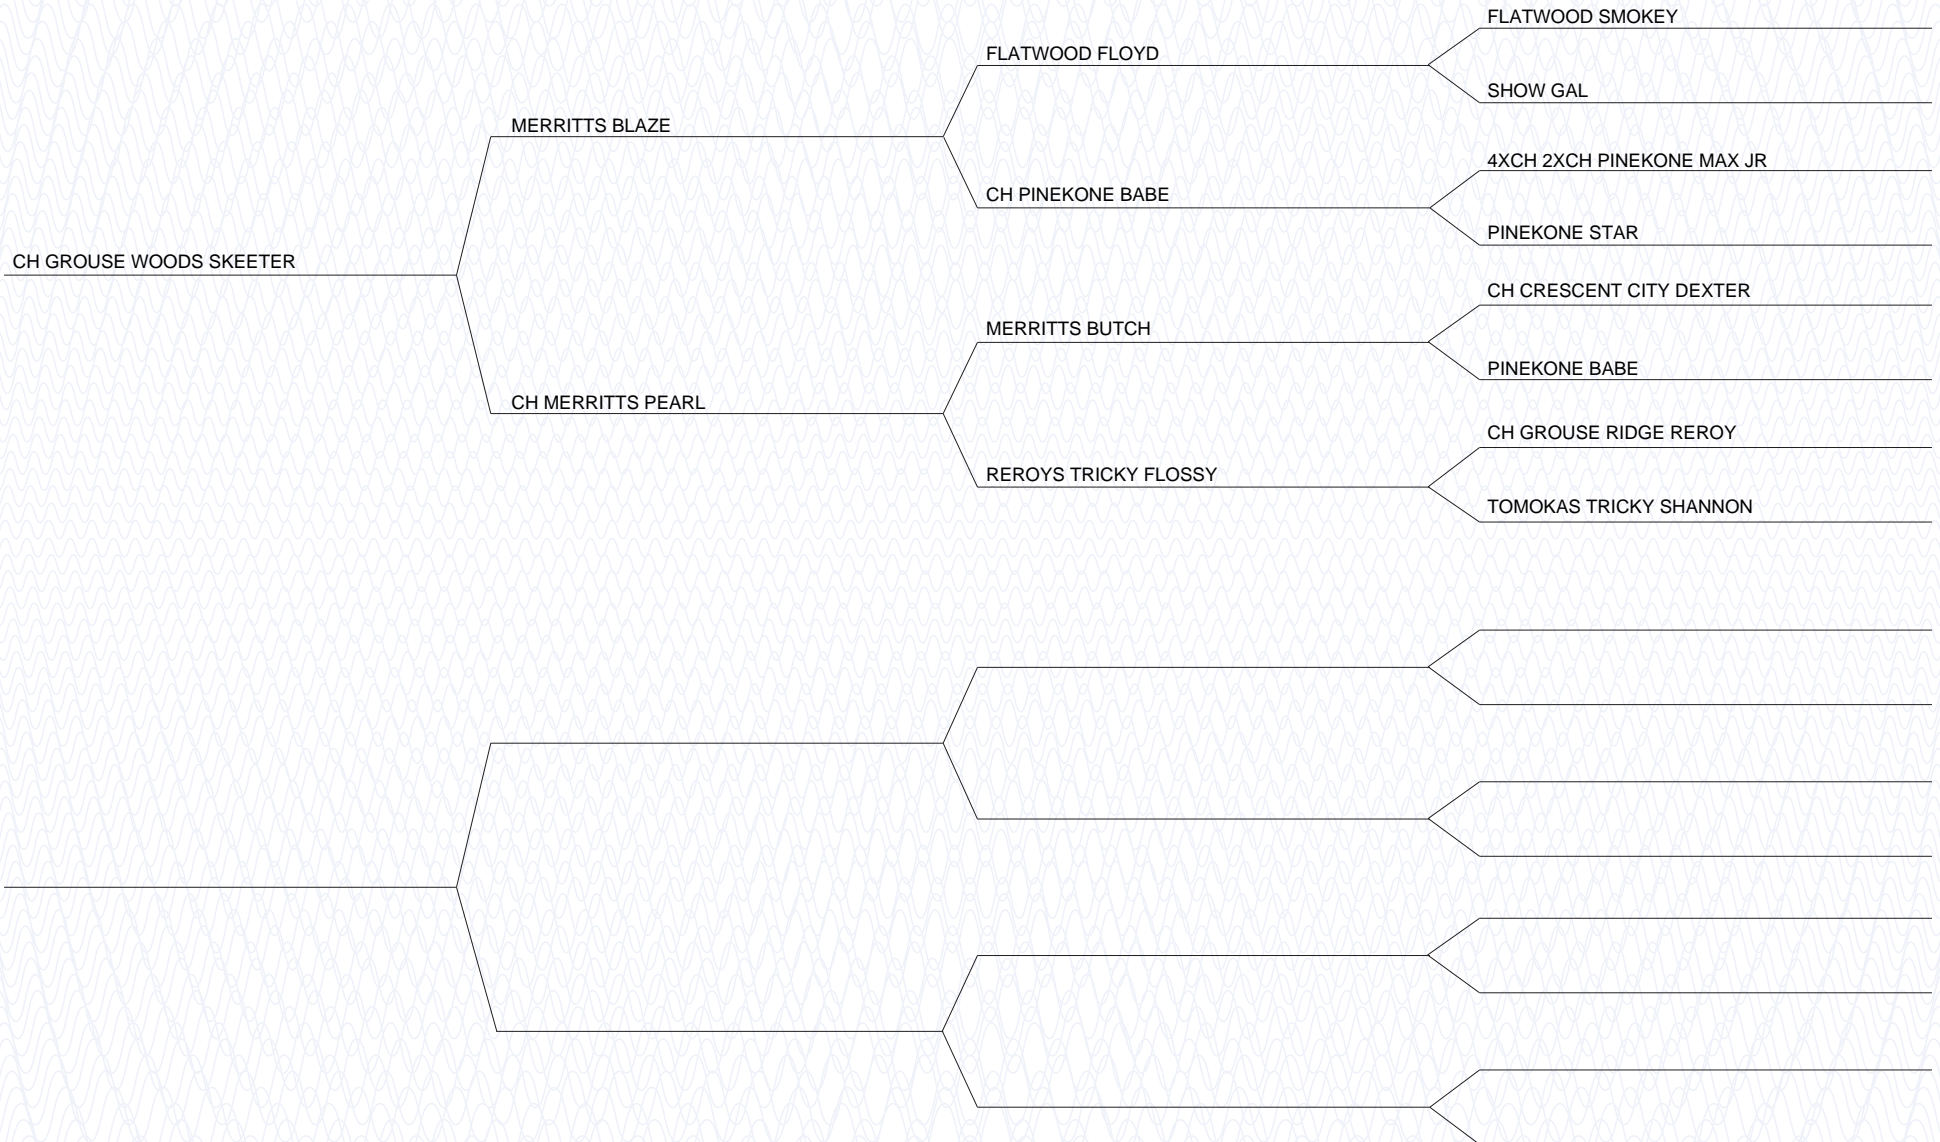 FLATWOOD SMOKEY
FLATWOOD FLOYD
SHOW GAL
MERRITTS BLAZE
4XCH 2XCH PINEKONE MAX JR
CH PINEKONE BABE
PINEKONE STAR
CH GROUSE WOODS SKEETER
CH CRESCENT CITY DEXTER
MERRITTS BUTCH
PINEKONE BABE
CH MERRITTS PEARL
CH GROUSE RIDGE REROY
REROYS TRICKY FLOSSY
TOMOKAS TRICKY SHANNON